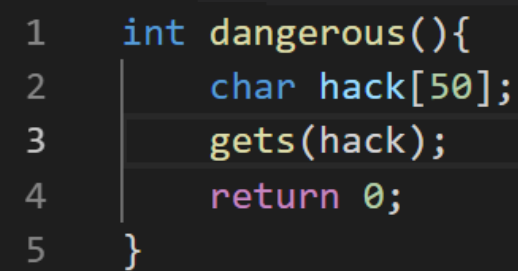 1 int dangerous(){
2 char hack[50];
3 gets(hack);
4 return 0;
5 }